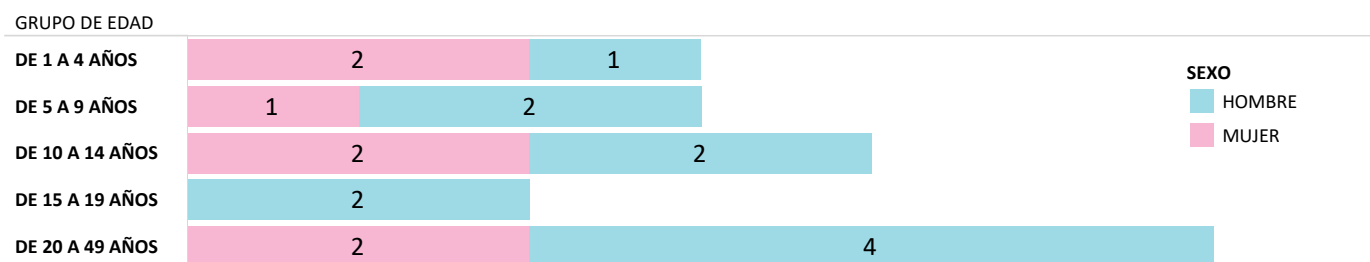 GRUPO DE EDAD
DE 1 A 4 AÑOS 2 1
SEXO
DE 5 A 9 AÑOS 1 2
HOMBRE
MUJER
DE 10 A 14 AÑOS 2 2
DE 15 A 19 AÑOS 2
DE 20 A 49 AÑOS 2 4